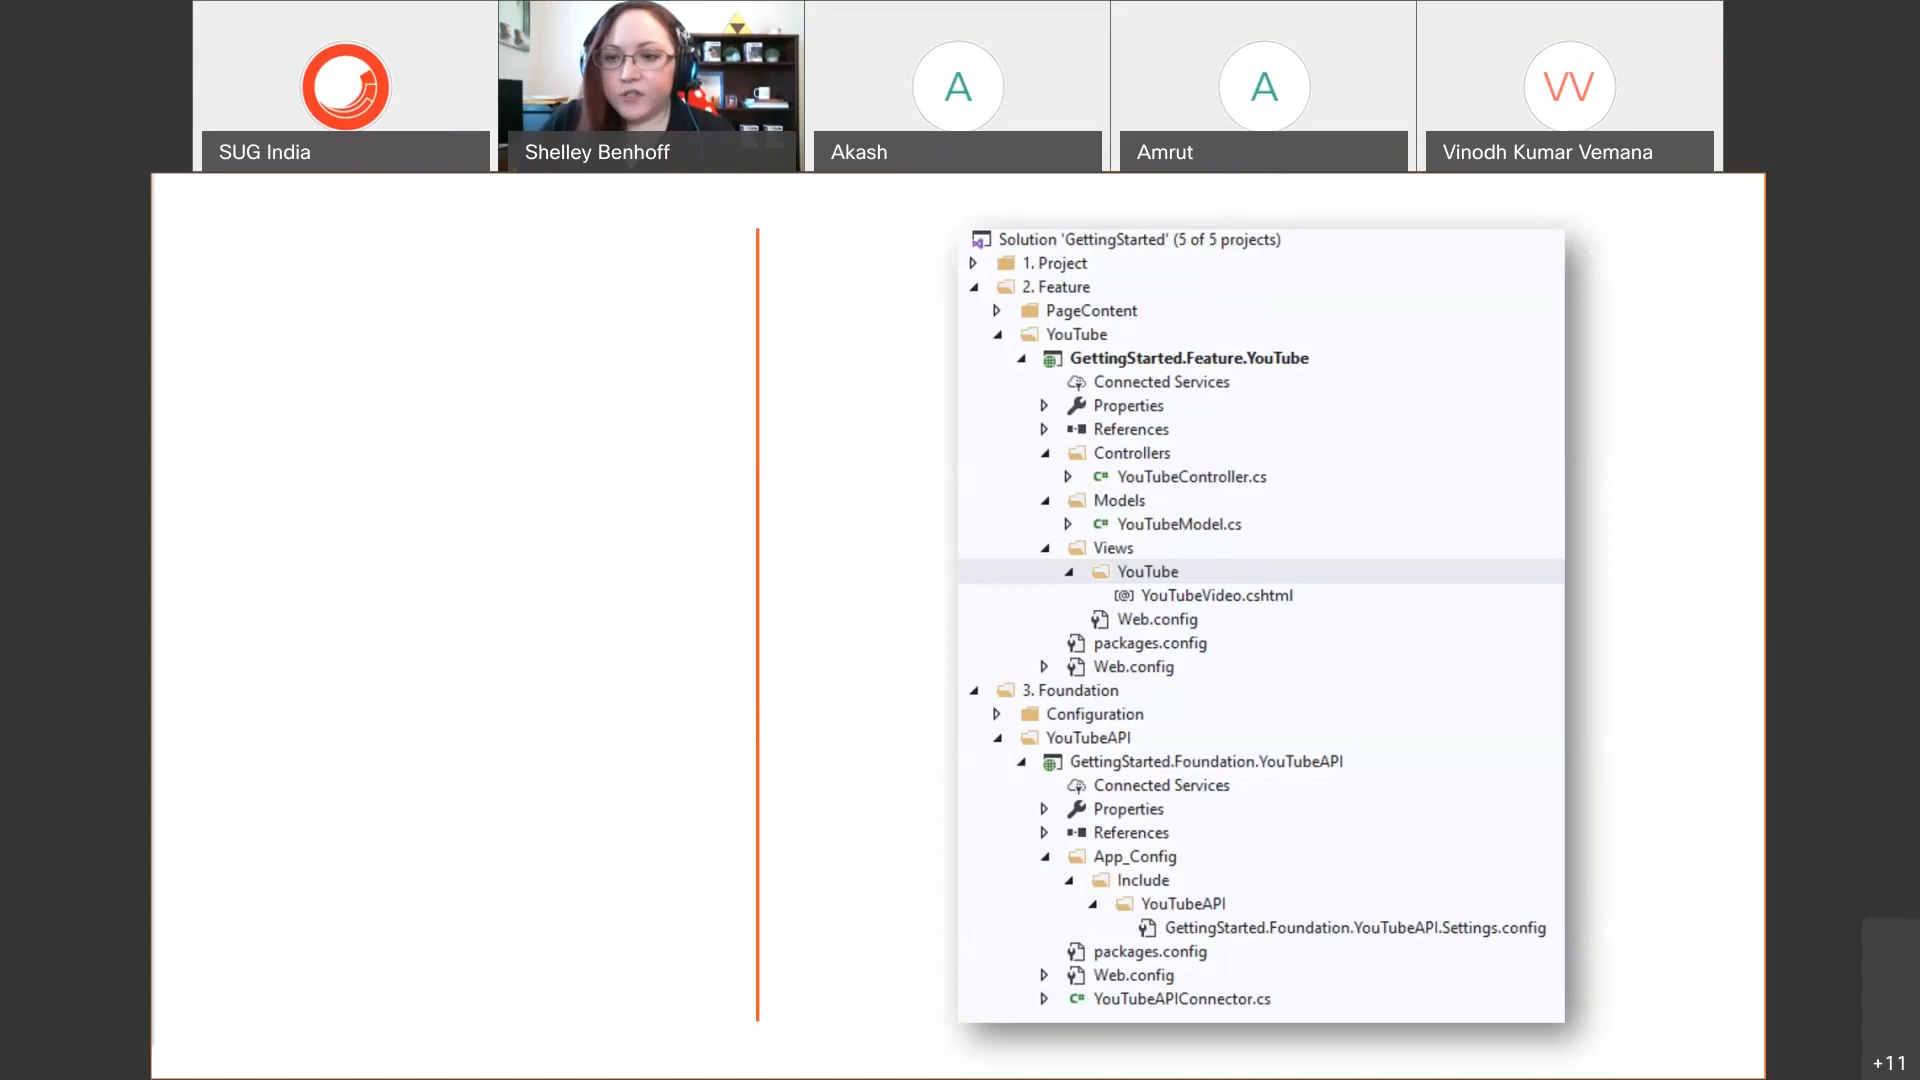 SUG India
Shelley Benhoff
A
Akash
A
Amrut
VV
Vinodh Kumar Vemana
Solution 'GettingStarted' (5 of 5 projects)
1. Project
2. Feature
PageContent
YouTube
GettingStarted.Feature.YouTube
Connected Services
Properties
References
Controllers
C# YouTubeController.cs
Models
C# YouTubeModel.cs
Views
YouTube
[@] YouTubeVideo.cshtml
Web.config
packages.config
Web.config
3. Foundation
Configuration
YouTubeAPI
GettingStarted.Foundation.YouTubeAPI
Connected Services
Properties
References
App_Config
Include
YouTubeAPI
GettingStarted.Foundation.YouTubeAPI.Settings.config
packages.config
Web.config
C# YouTubeAPIConnector.cs
+11